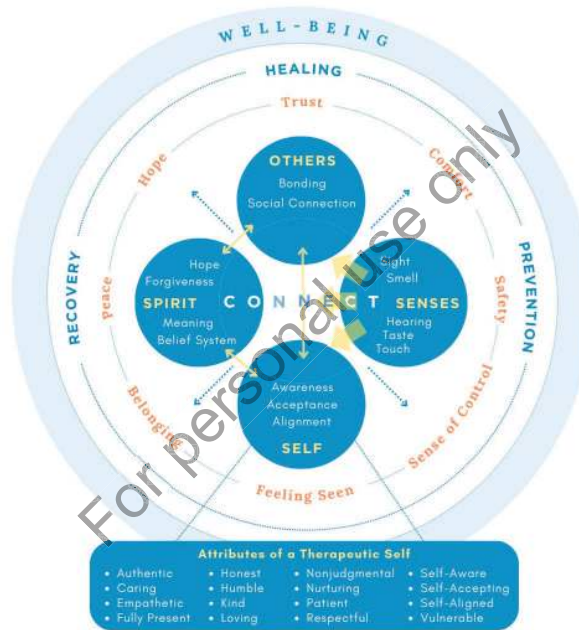 WELL-BEING
HEALING
Trust
Hope
Comfort
OTHERS
Bonding
Social Connection
RECOVERY
PREVENTION
Peace
Safety
Hope
Forgiveness
SPIRIT
Meaning
Belief System
CONNECT
Sight
Smell
SENSES
Hearing
Taste
Touch
Awareness
Acceptance
Alignment
SELF
Belonging
Sense of Control
Feeling Seen
For personal use only
Attributes of a Therapeutic Self
• Authentic
• Caring
• Empathetic
• Fully Present
• Honest
• Humble
• Kind
• Loving
• Nonjudgmental
• Nurturing
• Patient
• Respectful
• Self-Aware
• Self-Accepting
• Self-Aligned
• Vulnerable